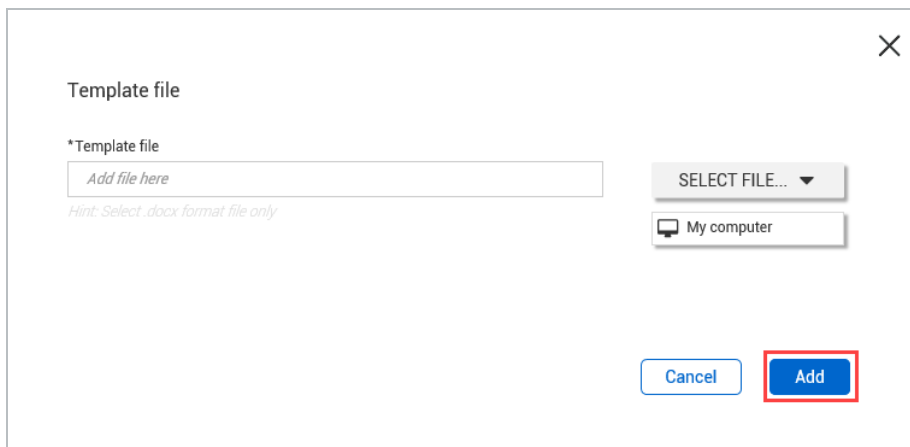 Template file
*Template file
Add file here
SELECT FILE...
Hint: Select .docx format file only
My computer
Cancel
Add